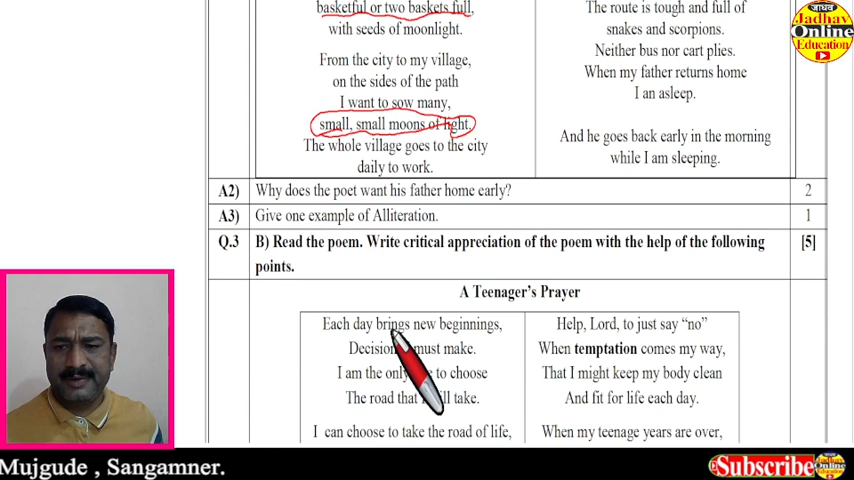 basketful or two baskets full,
with seeds of moonlight.
From the city to my village,
on the sides of the path
I want to sow many,
small, small moons of light.
The whole village goes to the city
daily to work.
The route is tough and full of
snakes and scorpions.
Neither bus nor cart plies.
When my father returns home
I an asleep.
And he goes back early in the morning
while I am sleeping.
A2) Why does the poet want his father home early? 2
A3) Give one example of Alliteration. 1
Q.3 B) Read the poem. Write critical appreciation of the poem with the help of the following [5]
points.
A Teenager's Prayer
Each day brings new beginnings,
Decision must make.
I am the only to choose
The road that will take.
I can choose to take the road of life,
Help, Lord, to just say “no”
When temptation comes my way,
That I might keep my body clean
And fit for life each day.
When my teenage years are over,
जाधव
Jadhav
Online
Education
Mujgude , Sangamner.
Subscribe
Online